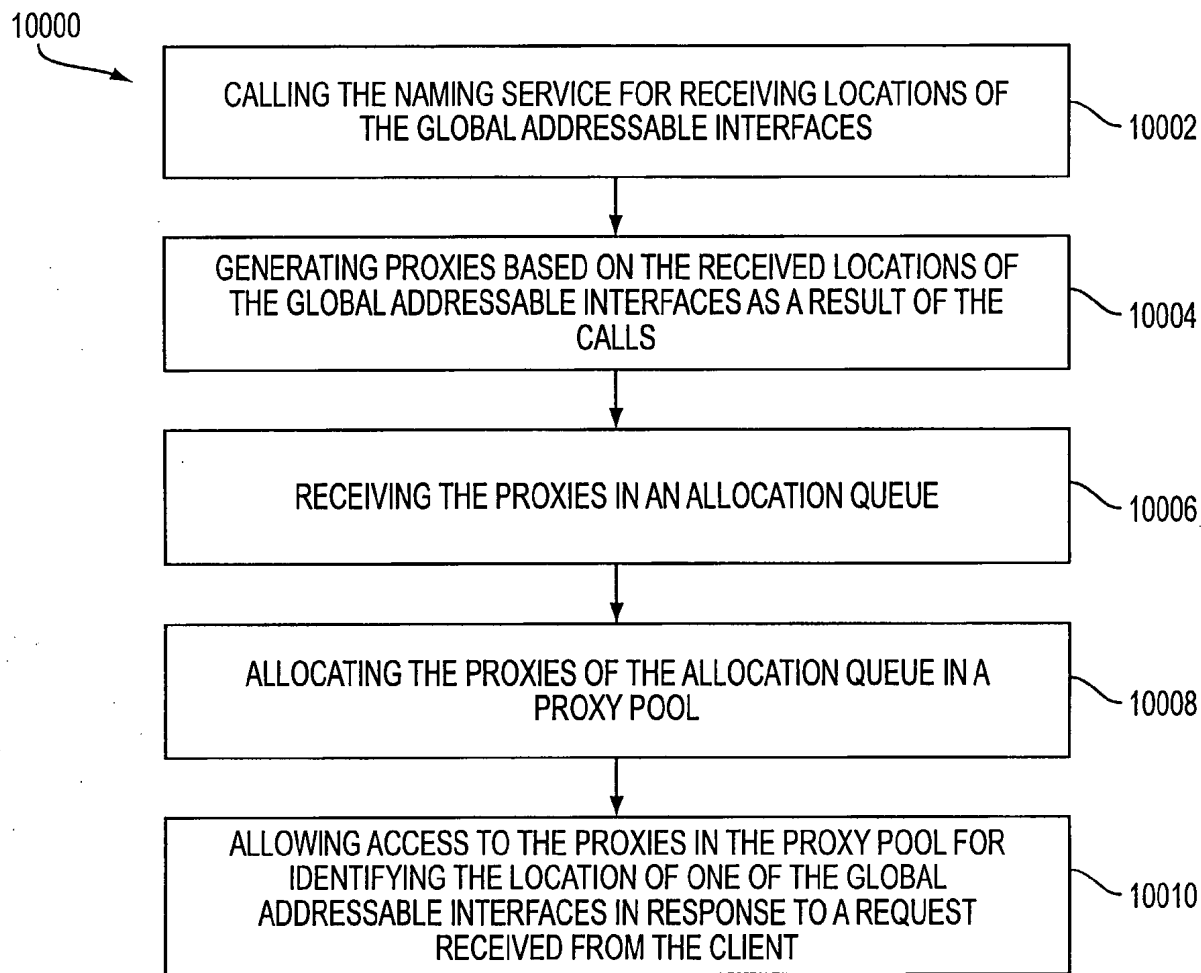 10000
CALLING THE NAMING SERVICE FOR RECEIVING LOCATIONS OF
THE GLOBAL ADDRESSABLE INTERFACES
10002
GENERATING PROXIES BASED ON THE RECEIVED LOCATIONS OF
THE GLOBAL ADDRESSABLE INTERFACES AS A RESULT OF THE
CALLS
10004
RECEIVING THE PROXIES IN AN ALLOCATION QUEUE
10006
ALLOCATING THE PROXIES OF THE ALLOCATION QUEUE IN A
PROXY POOL
10008
ALLOWING ACCESS TO THE PROXIES IN THE PROXY POOL FOR
IDENTIFYING THE LOCATION OF ONE OF THE GLOBAL
ADDRESSABLE INTERFACES IN RESPONSE TO A REQUEST
RECEIVED FROM THE CLIENT
10010